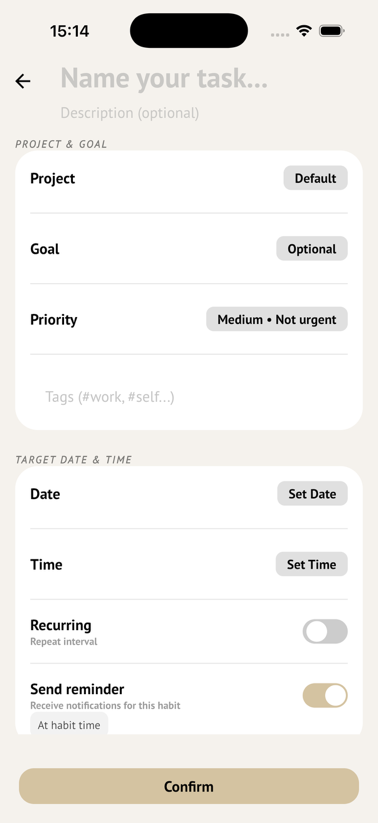 15:14
Name your task...
Description (optional)
PROJECT & GOAL
Project Default
Goal Optional
Priority Medium • Not urgent
Tags (#work, #self...)
TARGET DATE & TIME
Date Set Date
Time Set Time
Recurring
Repeat interval
Send reminder
Receive notifications for this habit
At habit time
Confirm